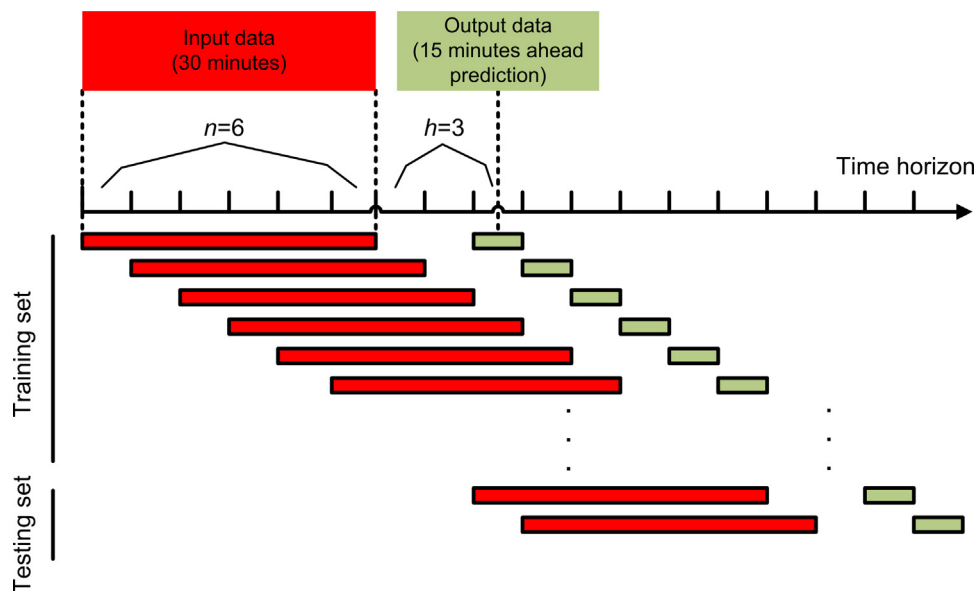 Input data
(30 minutes)
Output data
(15 minutes ahead
prediction)
n=6
h=3
Time horizon
Training set
Testing set